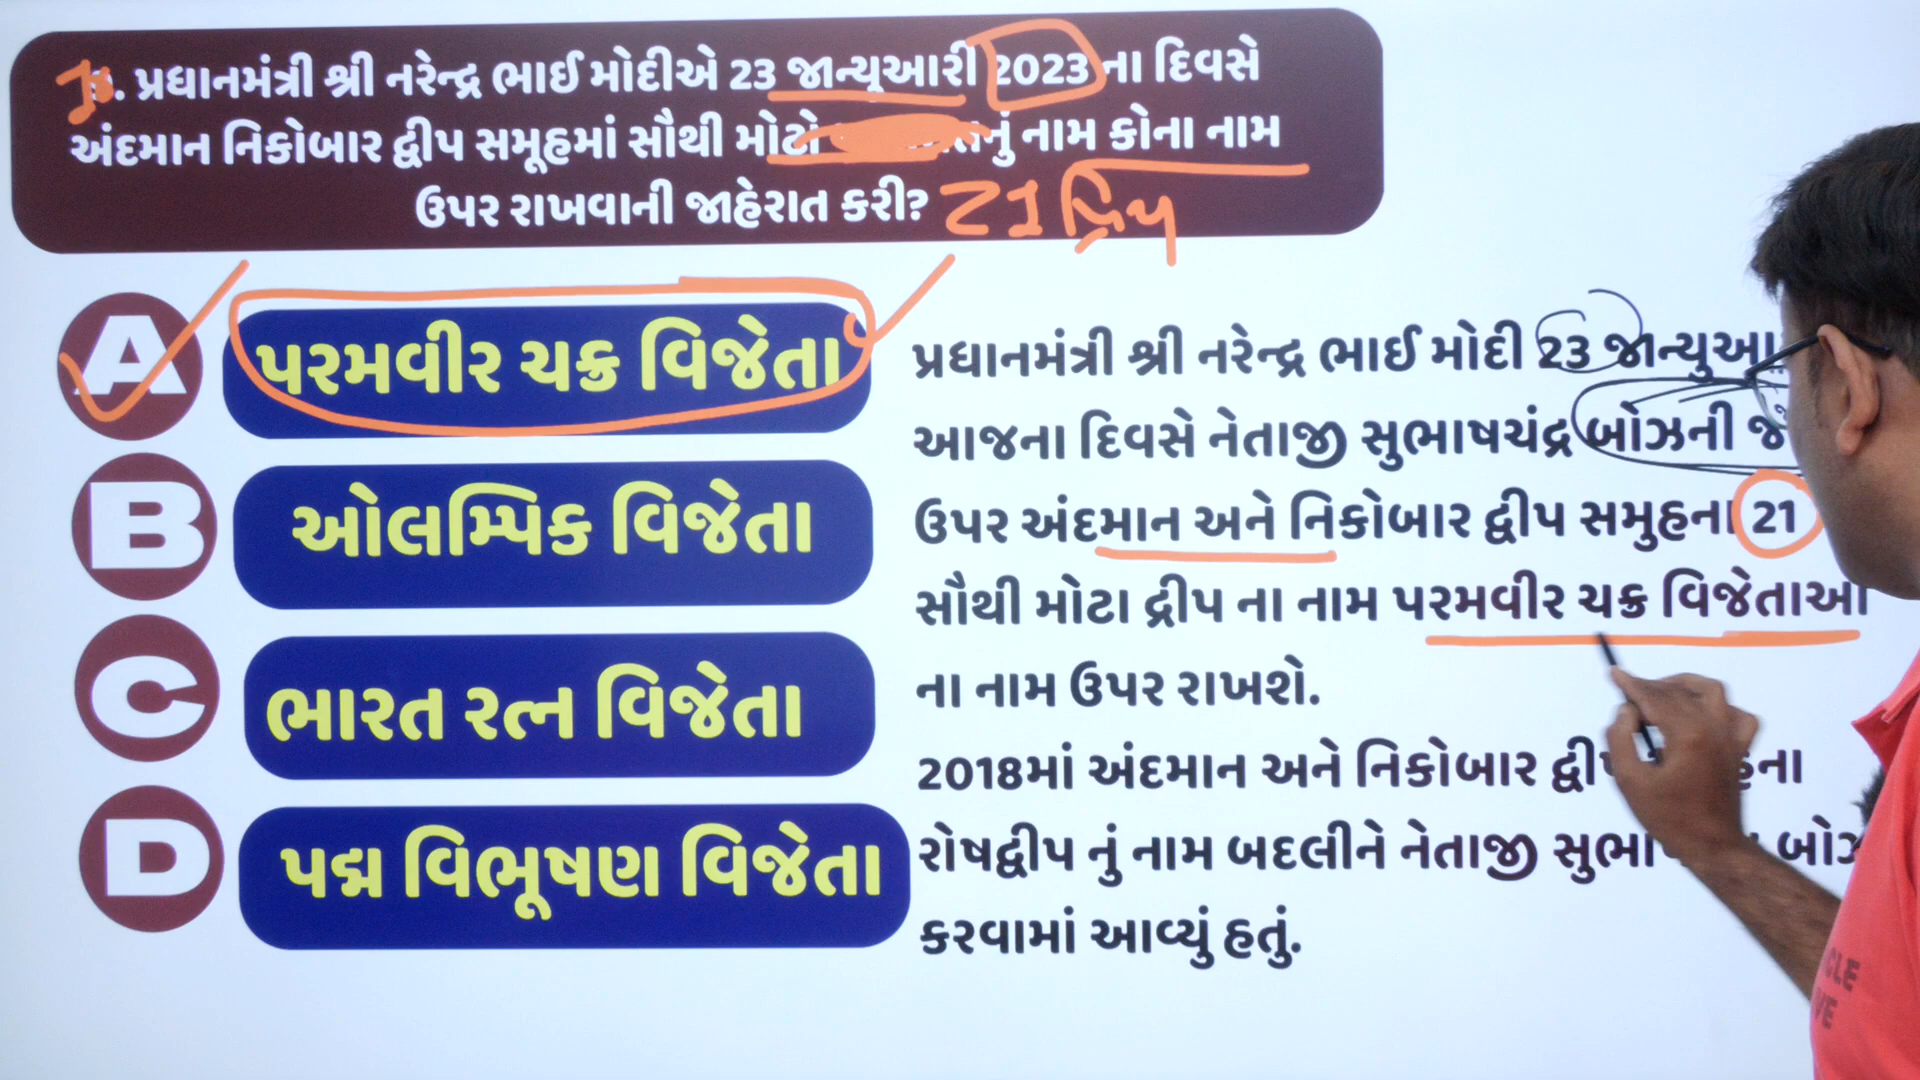 પ્રધાનમંત્રી શ્રી નરેન્દ્ર ભાઈ મોદીએ 23 જાન્યુઆરી 2023 ના દિવસે
અંદમાન નિકોબાર દ્વીપ સમૂહમાં સૌથી મોટો નામ કોના નામ
ઉપર રાખવાની જાહેરાત કરી? 21 દ્વિપ
A પરમવીર ચક્ર વિજેતા
B ઓલમ્પિક વિજેતા
C ભારત રત્ન વિજેતા
D પદ્મ વિભૂષણ વિજેતા
પ્રધાનમંત્રી શ્રી નરેન્દ્ર ભાઈ મોદી 23
આજના દિવસે નેતાજી સુભાષચંદ્ર બોઝની
ઉપર અંદમાન અને નિકોબાર દ્વીપ સમુહના 21
સૌથી મોટા દ્રીપ ના નામ પરમવીર ચક્ર વિજેતાઓ
ના નામ ઉપર રાખશે.
2018માં અંદમાન અને નિકોબાર
રોષદ્વીપ નું નામ બદલીને નેતાજી
કરવામાં આવ્યું હતું.